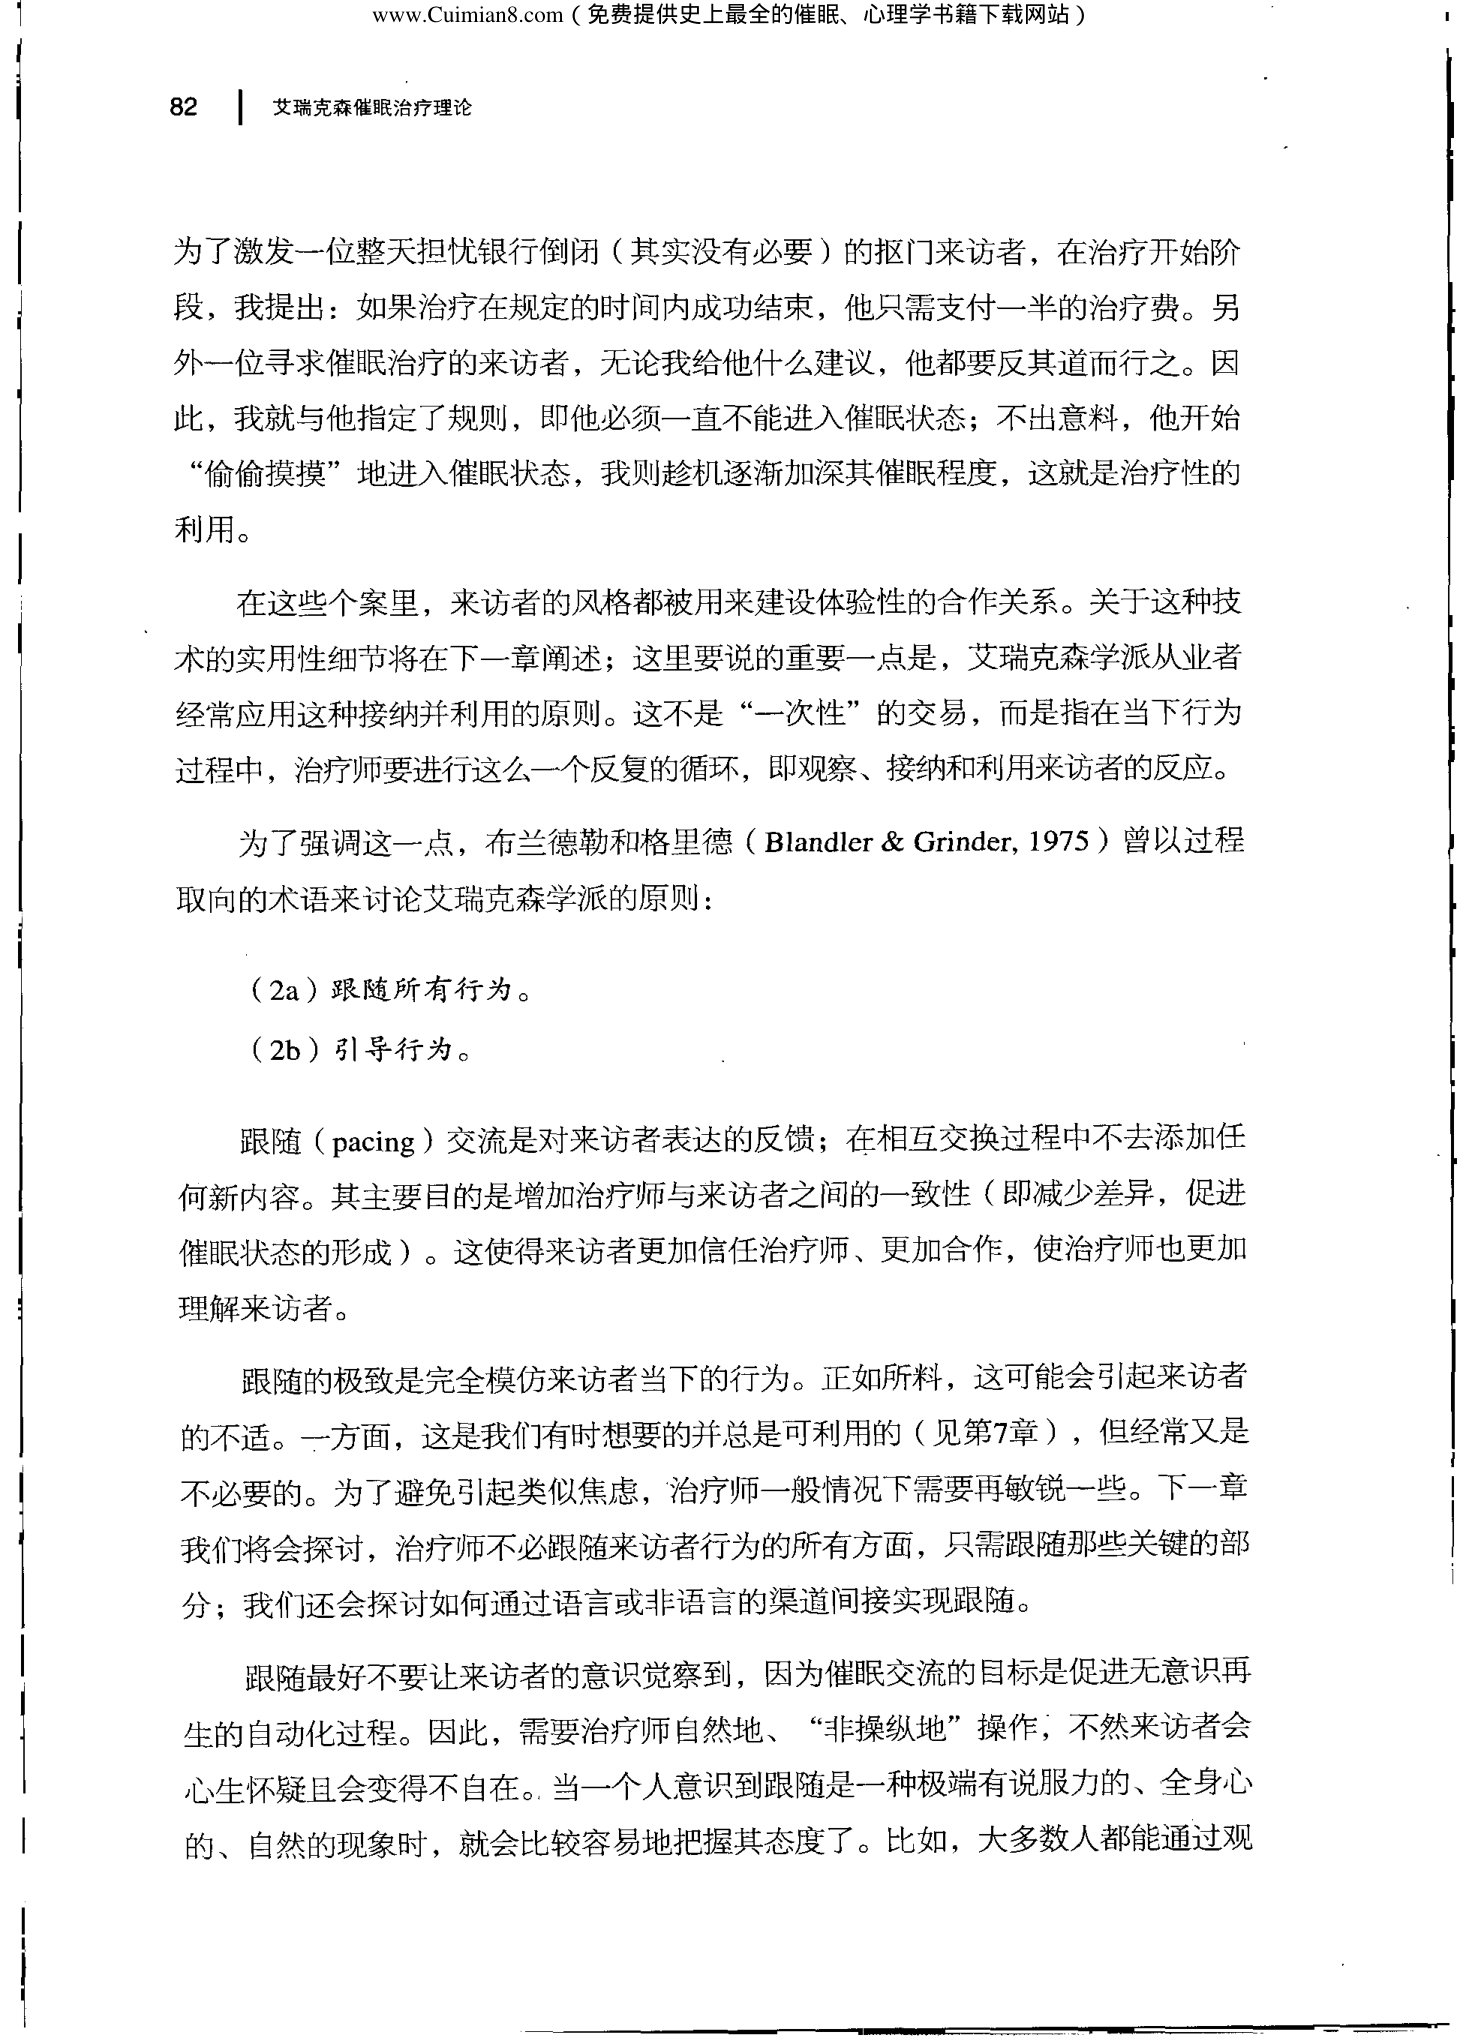 www.Cuimian8.com（免费提供史上最全的催眠、心理学书籍下载网站）
82 | 艾瑞克森催眠治疗理论
为了激发一位整天担忧银行倒闭（其实没有必要）的抠门来访者，在治疗开始阶
段，我提出：如果治疗在规定的时间内成功结束，他只需支付一半的治疗费。另
外一位寻求催眠治疗的来访者，无论我给他什么建议，他都要反其道而行之。因
此，我就与他指定了规则，即他必须一直不能进入催眠状态；不出意料，他开始
“偷偷摸摸”地进入催眠状态，我则趁机逐渐加深其催眠程度，这就是治疗性的
利用。
在这些个案里，来访者的风格都被用来建设体验性的合作关系。关于这种技
术的实用性细节将在下一章阐述；这里要说的重要一点是，艾瑞克森学派从业者
经常应用这种接纳并利用的原则。这不是“一次性”的交易，而是指在当下行为
过程中，治疗师要进行这么一个反复的循环，即观察、接纳和利用来访者的反应。
为了强调这一点，布兰德勒和格里德（Blandler & Grinder, 1975）曾以过程
取向的术语来讨论艾瑞克森学派的原则：
（2a）跟随所有行为。
（2b）引导行为。
跟随（pacing）交流是对来访者表达的反馈；在相互交换过程中不去添加任
何新内容。其主要目的是增加治疗师与来访者之间的一致性（即减少差异，促进
催眠状态的形成）。这使得来访者更加信任治疗师、更加合作，使治疗师也更加
理解来访者。
跟随的极致是完全模仿来访者当下的行为。正如所料，这可能会引起来访者
的不适。一方面，这是我们有时想要的并总是可利用的（见第7章），但经常又是
不必要的。为了避免引起类似焦虑，治疗师一般情况下需要再敏锐一些。下一章
我们将会探讨，治疗师不必跟随来访者行为的所有方面，只需跟随那些关键的部
分；我们还会探讨如何通过语言或非语言的渠道间接实现跟随。
跟随最好不要让来访者的意识觉察到，因为催眠交流的目标是促进无意识再
生的自动化过程。因此，需要治疗师自然地、“非操纵地”操作，不然来访者会
心生怀疑且会变得不自在。当一个人意识到跟随是一种极端有说服力的、全身心
的、自然的现象时，就会比较容易地把握其态度了。比如，大多数人都能通过观